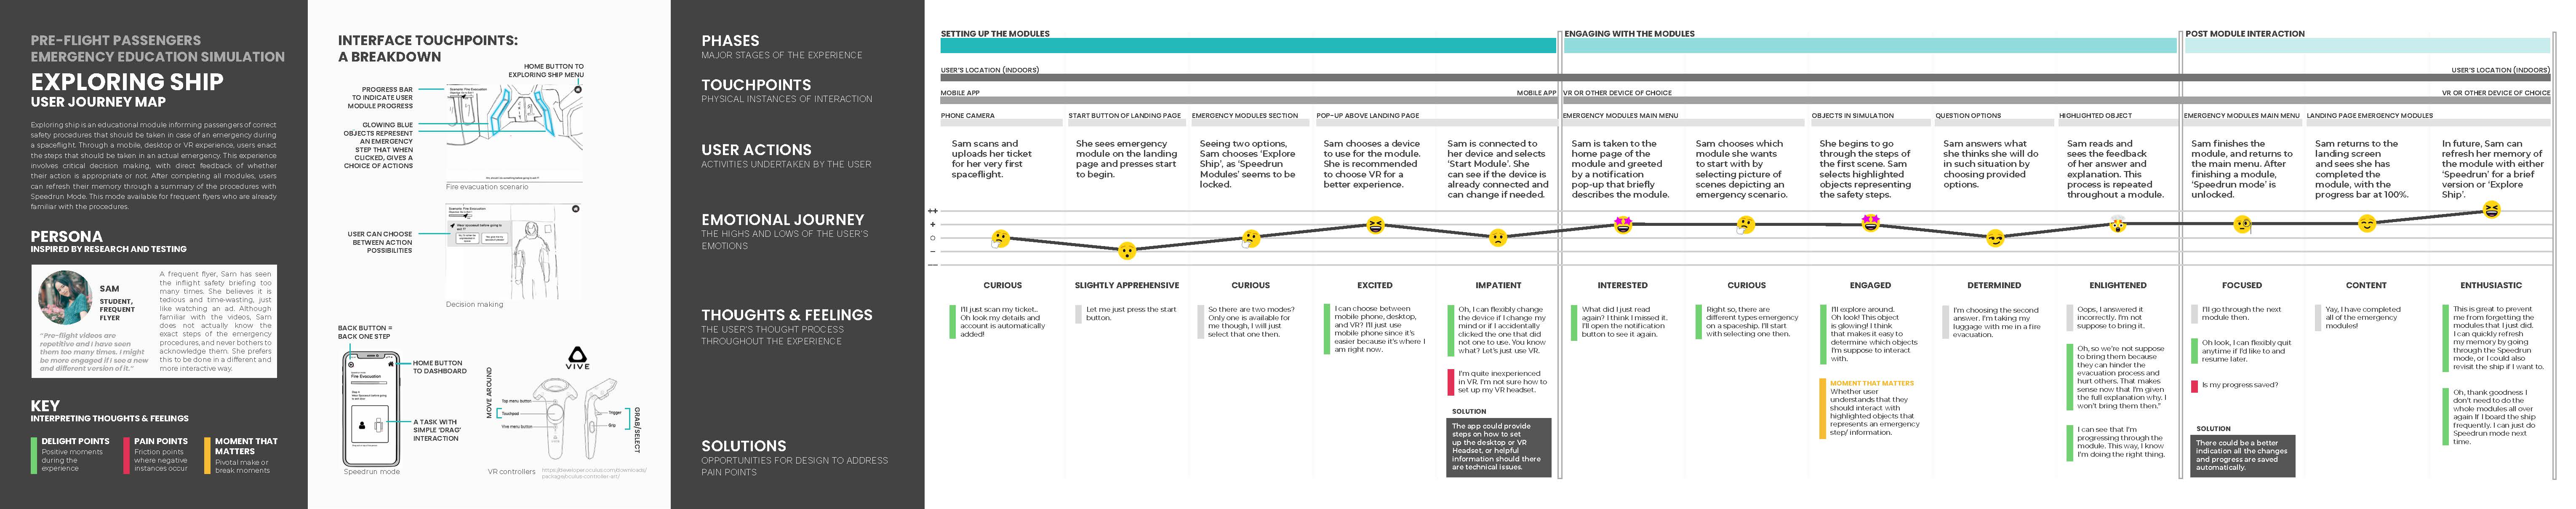 PRE-FLIGHT PASSENGERS
EMERGENCY EDUCATION SIMULATION
EXPLORING SHIP
USER JOURNEY MAP
Exploring ship is an educational module informing passengers of correct
safety procedures that should be taken in case of an emergency during
a spaceflight. Through a mobile, desktop or VR experience, users enact
the steps that should be taken in an actual emergency. This experience
involves critical decision making, with direct feedback of whether
their action is appropriate or not. After completing all modules, users
can refresh their memory through a summary of the procedures with
Speedrun Mode. This mode available for frequent flyers who are already
familiar with the procedures.
PERSONA
INSPIRED BY RESEARCH AND TESTING
SAM
STUDENT,
FREQUENT
FLYER
"Pre-flight videos are
repetitive and I have seen
them too many times. I might
be more engaged if I see a new
and different version of it."
A frequent flyer, Sam has seen
the inflight safety briefing too
many times. She believes it is
tedious and time-wasting, just
like watching an ad. Although
familiar with the videos, Sam
does not actually know the
exact steps of the emergency
procedures, and never bothers to
acknowledge them. She prefers
this to be done in a different and
more interactive way.
KEY
INTERPRETING THOUGHTS & FEELINGS
DELIGHT POINTS
Positive moments
during the
experience
PAIN POINTS
Friction points
where negative
instances occur
MOMENT THAT
MATTERS
Pivotal make or
break moments
INTERFACE TOUCHPOINTS:
A BREAKDOWN
HOME BUTTON TO
EXPLORING SHIP MENU
PROGRESS BAR
TO INDICATE USER
MODULE PROGRESS
GLOWING BLUE
OBJECTS REPRESENT
AN EMERGENCY
STEP THAT WHEN
CLICKED, GIVES A
CHOICE OF ACTIONS
Fire evacuation scenario
USER CAN CHOOSE
BETWEEN ACTION
POSSIBILITIES
Decision making
BACK BUTTON =
BACK ONE STEP
HOME BUTTON
TO DASHBOARD
Fire Evacuation
A TASK WITH
SIMPLE 'DRAG'
INTERACTION
Speedrun mode
VIVE
MOVE AROUND
Top menu button
Touchpad
Vive menu button
Trigger
Grip
GRAB/SELECT
VR controllers
PHASES
MAJOR STAGES OF THE EXPERIENCE
TOUCHPOINTS
PHYSICAL INSTANCES OF INTERACTION
USER ACTIONS
ACTIVITIES UNDERTAKEN BY THE USER
EMOTIONAL JOURNEY
THE HIGHS AND LOWS OF THE USER'S
EMOTIONS
THOUGHTS & FEELINGS
THE USER'S THOUGHT PROCESS
THROUGHOUT THE EXPERIENCE
SOLUTIONS
OPPORTUNITIES FOR DESIGN TO ADDRESS
PAIN POINTS
SETTING UP THE MODULES
ENGAGING WITH THE MODULES
POST MODULE INTERACTION
USER'S LOCATION (INDOORS)
USER'S LOCATION (INDOORS)
MOBILE APP
MOBILE APP
VR OR OTHER DEVICE OF CHOICE
VR OR OTHER DEVICE OF CHOICE
PHONE CAMERA
START BUTTON OF LANDING PAGE
EMERGENCY MODULES SECTION
POP-UP ABOVE LANDING PAGE
EMERGENCY MODULES MAIN MENU
OBJECTS IN SIMULATION
QUESTION OPTIONS
HIGHLIGHTED OBJECT
EMERGENCY MODULES MAIN MENU
LANDING PAGE EMERGENCY MODULES
Sam scans and
uploads her ticket
for her very first
spaceflight.
She sees emergency
module on the landing
page and presses start
to begin.
Seeing two options,
Sam chooses 'Explore
Ship', as 'Speedrun
Modules' seems to be
locked.
Sam chooses a device
to use for the module.
She is recommended
to choose VR for a
better experience.
Sam is connected to
her device and selects
'Start Module'. She
can see if the device is
already connected and
can change if needed.
Sam is taken to the
home page of the
module and greeted
by a notification
pop-up that briefly
describes the module.
Sam chooses which
module she wants
to start with by
selecting picture of
scenes depicting an
emergency scenario.
She begins to go
through the steps of
the first scene. Sam
selects highlighted
objects representing
the safety steps.
Sam answers what
she thinks she will do
in such situation by
choosing provided
options.
Sam reads and
sees the feedback
of her answer and
explanation. This
process is repeated
throughout a module.
Sam finishes the
module, and returns to
the main menu. After
finishing a module,
'Speedrun mode' is
unlocked.
Sam returns to the
landing screen
and sees she has
completed the
module, with the
progress bar at 100%.
In future, Sam can
refresh her memory of
the module with either
'Speedrun' for a brief
version or 'Explore
Ship'.
++
+
O
-
--
CURIOUS
SLIGHTLY APPREHENSIVE
CURIOUS
EXCITED
IMPATIENT
INTERESTED
CURIOUS
ENGAGED
DETERMINED
ENLIGHTENED
FOCUSED
CONTENT
ENTHUSIASTIC
I'll just scan my ticket..
Oh look my details and
account is automatically
added!
Let me just press the start
button.
So there are two modes?
Only one is available for
me though, I will just
select that one then.
I can choose between
mobile phone, desktop,
and VR? I'll just use
mobile phone since it's
easier because it's where I
am right now.
Oh, I can flexibly change
the device if I change my
mind or if I accidentally
clicked the one that did
not one to use. You know
what? Let's just use VR.
I'm quite inexperienced
in VR. I'm not sure how to
set up my VR headset.
SOLUTION
The app could provide
steps on how to set
up the desktop or VR
Headset, or helpful
information should there
are technical issues.
What did I just read
again? I think I missed it.
I'll open the notification
button to see it again.
Right so, there are
different types emergency
on a spaceship. I'll start
with selecting one then.
I'll explore around.
Oh look! This object
is glowing! I think
that makes it easy to
determine which objects
I'm suppose to interact
with.
MOMENT THAT MATTERS
Whether user
understands that they
should interact with
highlighted objects that
represents an emergency
step/ information.
I'm choosing the second
answer. I'm taking my
luggage with me in a fire
evacuation.
Oops, I answered it
incorrectly. I'm not
suppose to bring it.
Oh, so we're not suppose
to bring them because
they can hinder the
evacuation process and
hurt others. That makes
sense now that I'm given
the full explanation why. I
won't bring them then."
I can see that I'm
progressing through the
module. This way, I know
I'm doing the right thing.
I'll go through the next
module then.
Oh look, I can flexibly quit
anytime if I'd like to and
resume later.
Is my progress saved?
SOLUTION
There could be a better
indication all the changes
and progress are saved
automatically.
Yay, I have completed
all of the emergency
modules!
This is great to prevent
me from forgetting the
modules that I just did.
I can quickly refresh
my memory by going
through the Speedrun
mode, or I could also
revisit the ship if I want to.
Oh, thank goodness I
don't need to do the
whole modules all over
again if I board the ship
frequently. I can just do
Speedrun mode next
time.